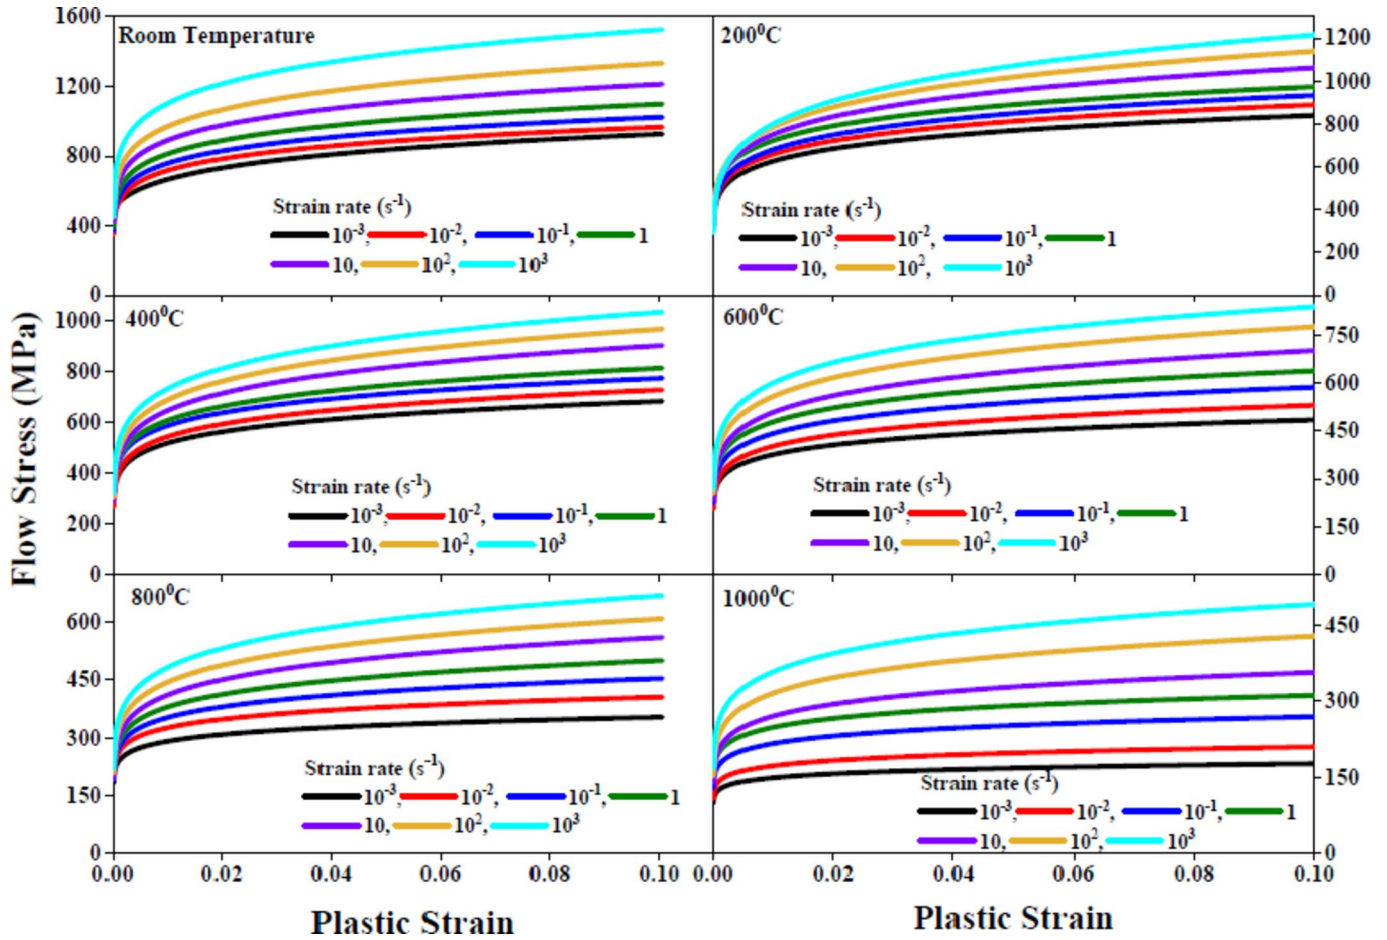 Flow Stress (MPa)
1600
1200
800
400
0
Room Temperature
Strain rate (s⁻¹)
10⁻³, 10⁻², 10⁻¹, 1
10, 10², 10³
200⁰C
Strain rate (s⁻¹)
10⁻³, 10⁻², 10⁻¹, 1
10, 10², 10³
1200
1000
800
600
400
200
0
1000
800
600
400
200
0
400⁰C
Strain rate (s⁻¹)
10⁻³, 10⁻², 10⁻¹, 1
10, 10², 10³
600⁰C
Strain rate (s⁻¹)
10⁻³, 10⁻², 10⁻¹, 1
10, 10², 10³
750
600
450
300
150
0
600
450
300
150
0
800⁰C
Strain rate (s⁻¹)
10⁻³, 10⁻², 10⁻¹, 1
10, 10², 10³
1000⁰C
Strain rate (s⁻¹)
10⁻³, 10⁻², 10⁻¹, 1
10, 10², 10³
450
300
150
0
0.00 0.02 0.04 0.06 0.08 0.10 0.00 0.02 0.04 0.06 0.08 0.10
Plastic Strain Plastic Strain